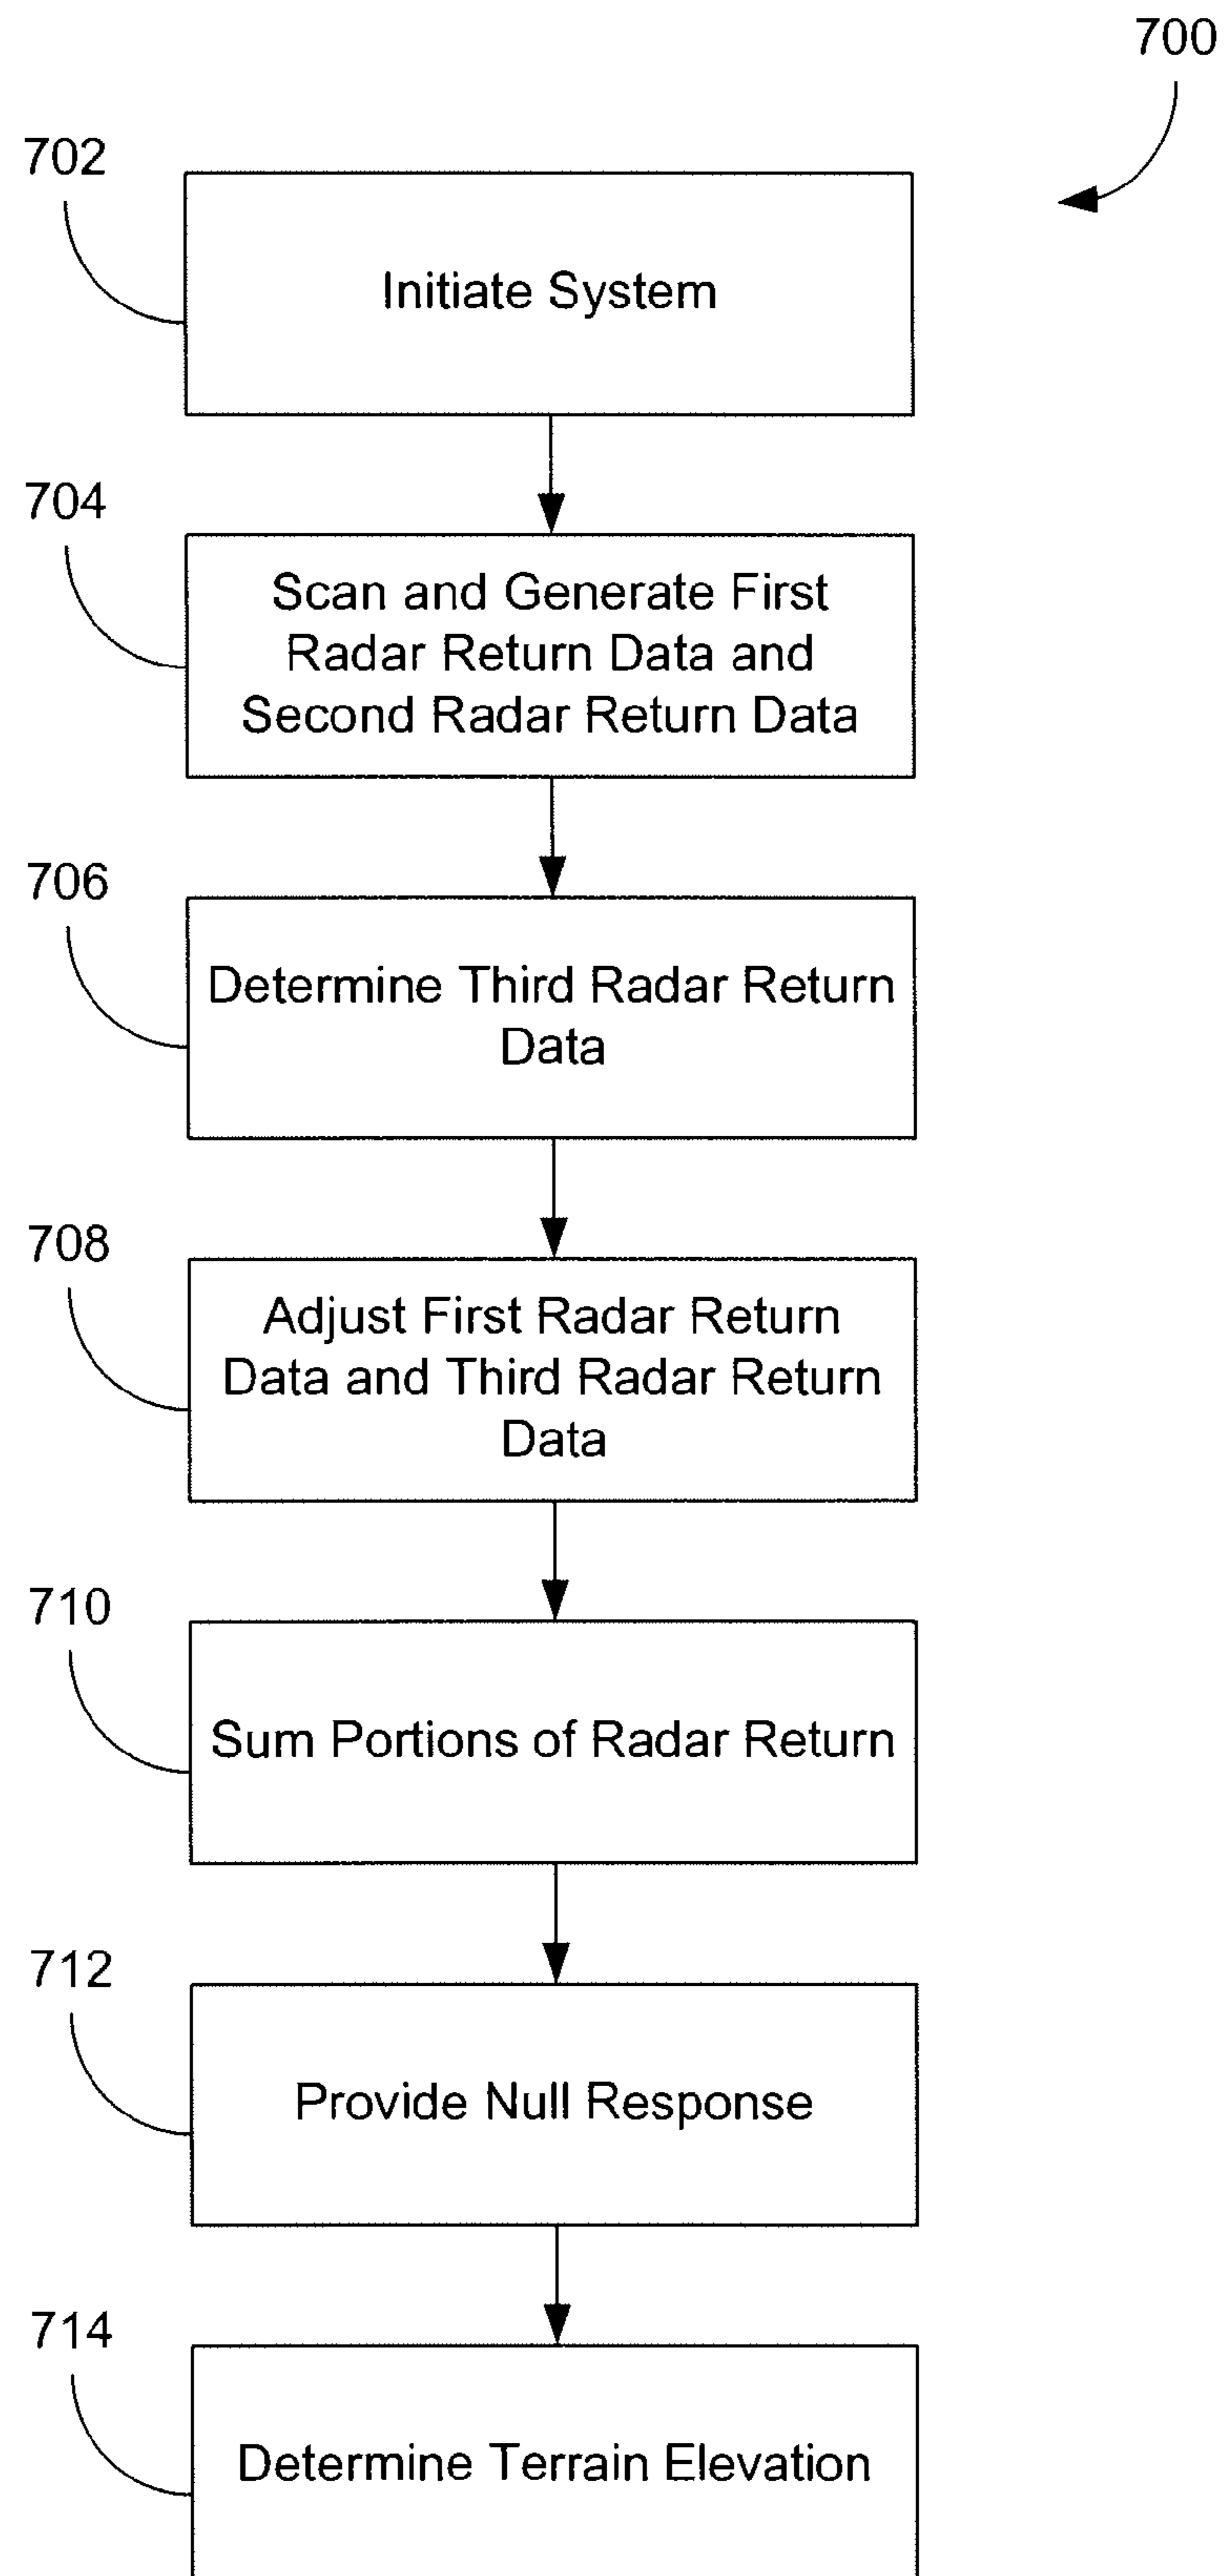 700
702
Initiate System
704
Scan and Generate First
Radar Return Data and
Second Radar Return Data
706
Determine Third Radar Return
Data
708
Adjust First Radar Return
Data and Third Radar Return
Data
710
Sum Portions of Radar Return
712
Provide Null Response
714
Determine Terrain Elevation